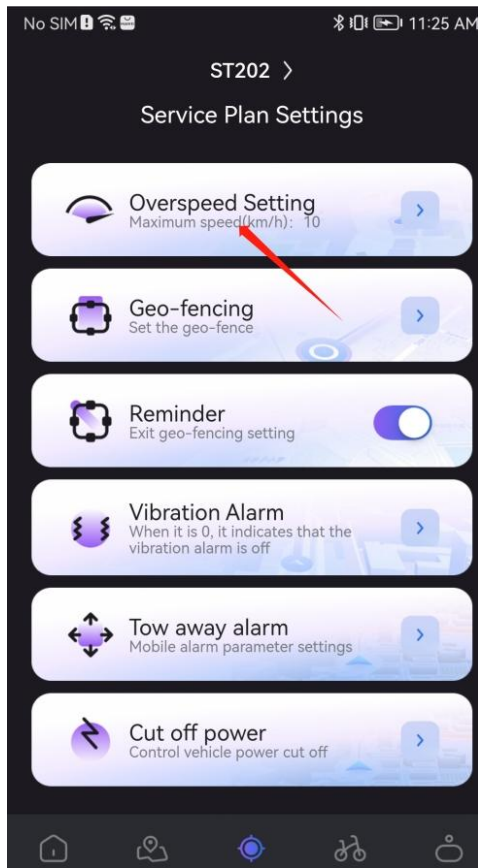 No SIM 11:25 AM
ST202 >
Service Plan Settings
Overspeed Setting
Maximum speed(km/h): 10
Geo-fencing
Set the geo-fence
Reminder
Exit geo-fencing setting
Vibration Alarm
When it is 0, it indicates that the
vibration alarm is off
Tow away alarm
Mobile alarm parameter settings
Cut off power
Control vehicle power cut off